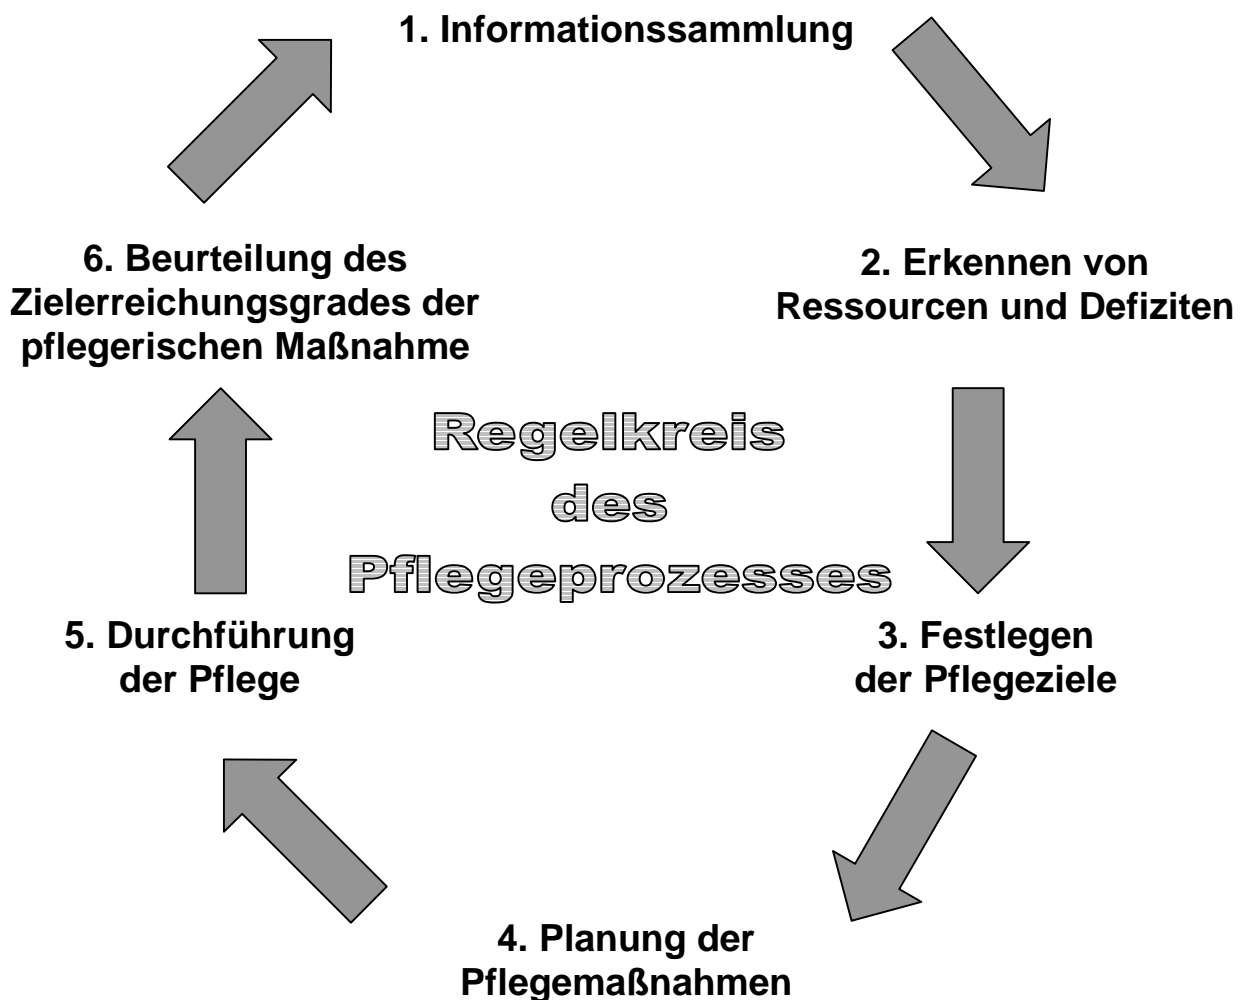 1. Informationssammlung
2. Erkennen von
Ressourcen und Defiziten
3. Festlegen
der Pflegeziele
4. Planung der
Pflegemaßnahmen
5. Durchführung
der Pflege
6. Beurteilung des
Zielerreichungsgrades der
pflegerischen Maßnahme
Regelkreis
des
Pflegeprozesses